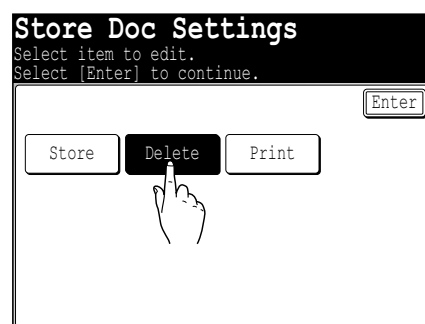 Store Doc Settings
Select item to edit.
Select [Enter] to continue.
Enter
Store Delete Print